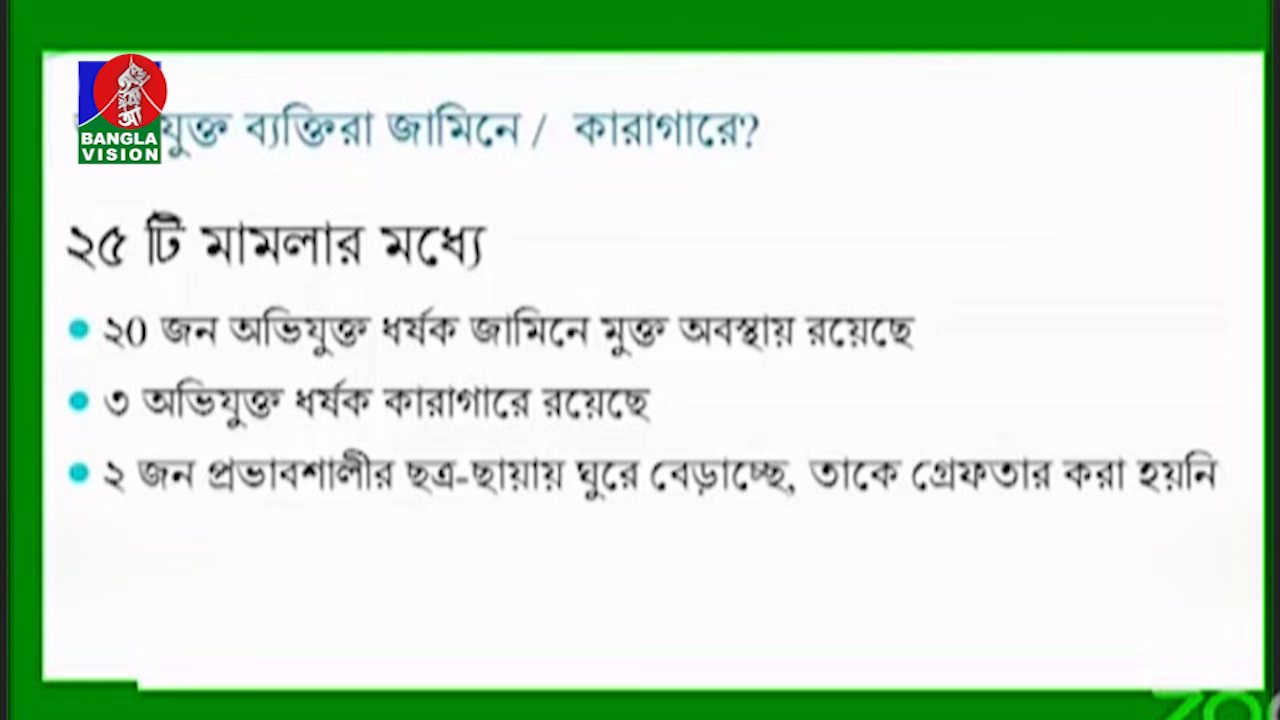 BANGLA
VISION
ব্যক্তিরা জামিনে / কারাগারে?
২৫ টি মামলার মধ্যে
• ২0 জন অভিযুক্ত ধর্ষক জামিনে মুক্ত অবস্থায় রয়েছে
• ৩ অভিযুক্ত ধর্ষক কারাগারে রয়েছে
• ২ জন প্রভাবশালীর ছত্র-ছায়ায় ঘুরে বেড়াচ্ছে, তাকে গ্রেফতার করা হয়নি